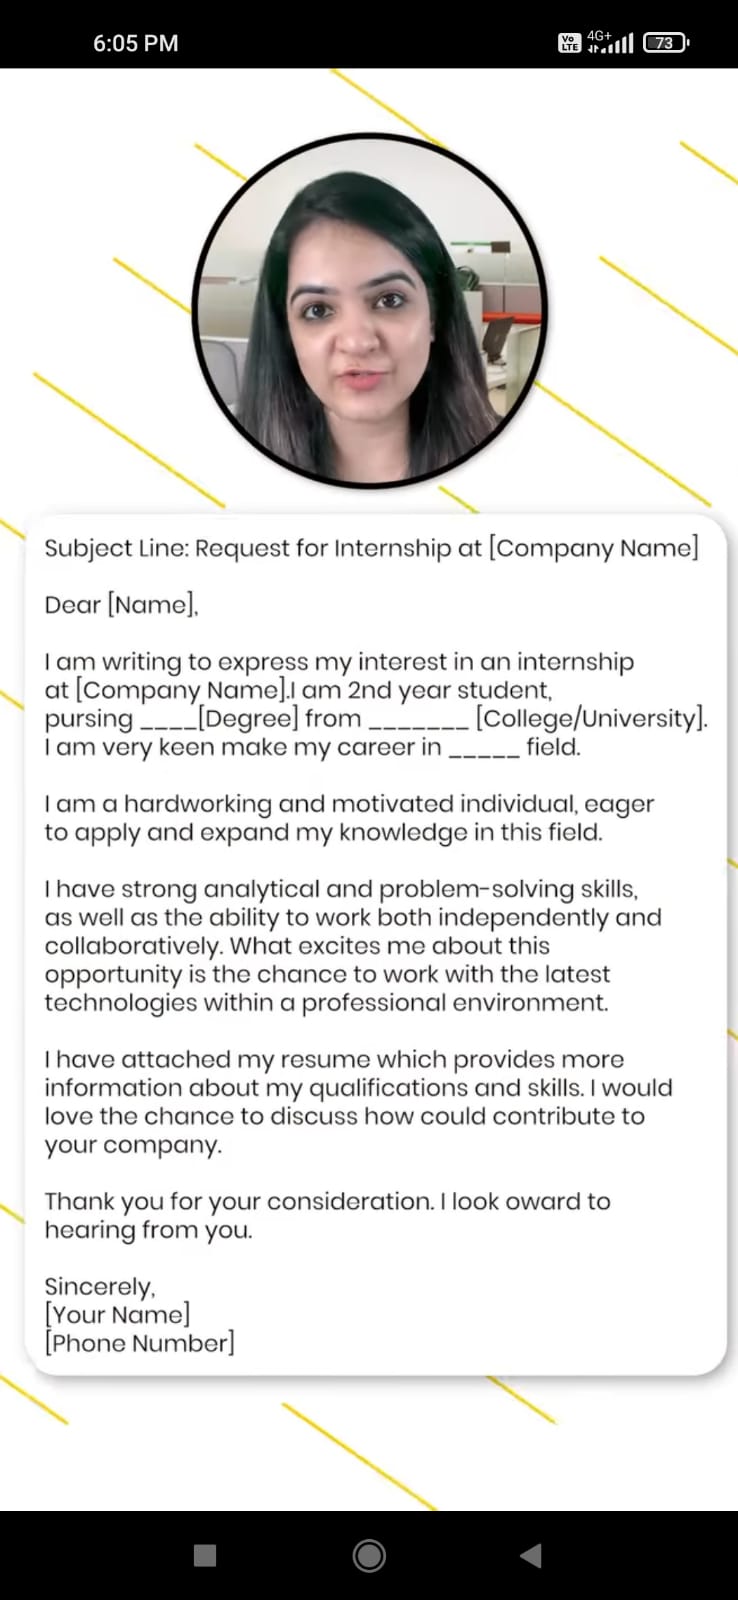 6:05 PM
Vo LTE 4G+ 73
Subject Line: Request for Internship at [Company Name]
Dear [Name],
I am writing to express my interest in an internship
at [Company Name].I am 2nd year student,
pursing ____[Degree] from _______ [College/University].
I am very keen make my career in _____ field.
I am a hardworking and motivated individual, eager
to apply and expand my knowledge in this field.
I have strong analytical and problem-solving skills,
as well as the ability to work both independently and
collaboratively. What excites me about this
opportunity is the chance to work with the latest
technologies within a professional environment.
I have attached my resume which provides more
information about my qualifications and skills. I would
love the chance to discuss how could contribute to
your company.
Thank you for your consideration. I look oward to
hearing from you.
Sincerely,
[Your Name]
[Phone Number]